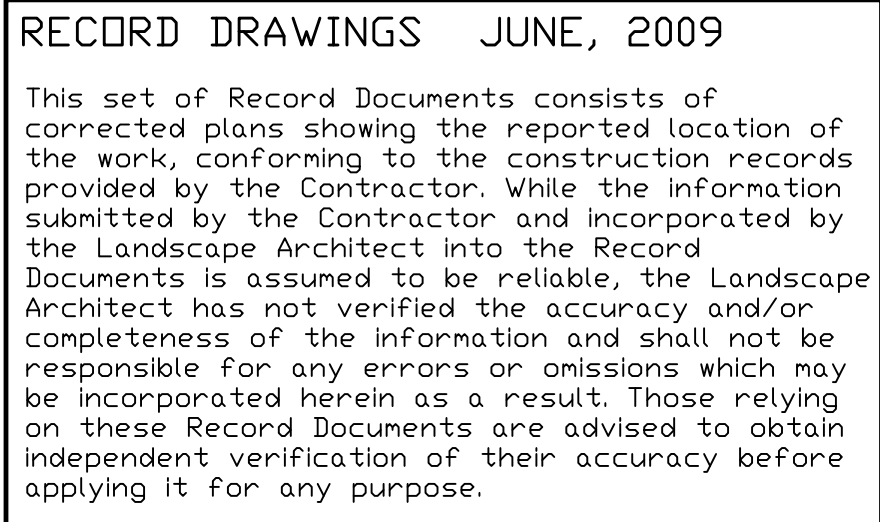 RECORD DRAWINGS JUNE, 2009
This set of Record Documents consists of
corrected plans showing the reported location of
the work, conforming to the construction records
provided by the Contractor. While the information
submitted by the Contractor and incorporated by
the Landscape Architect into the Record
Documents is assumed to be reliable, the Landscape
Architect has not verified the accuracy and/or
completeness of the information and shall not be
responsible for any errors or omissions which may
be incorporated herein as a result. Those relying
on these Record Documents are advised to obtain
independent verification of their accuracy before
applying it for any purpose.